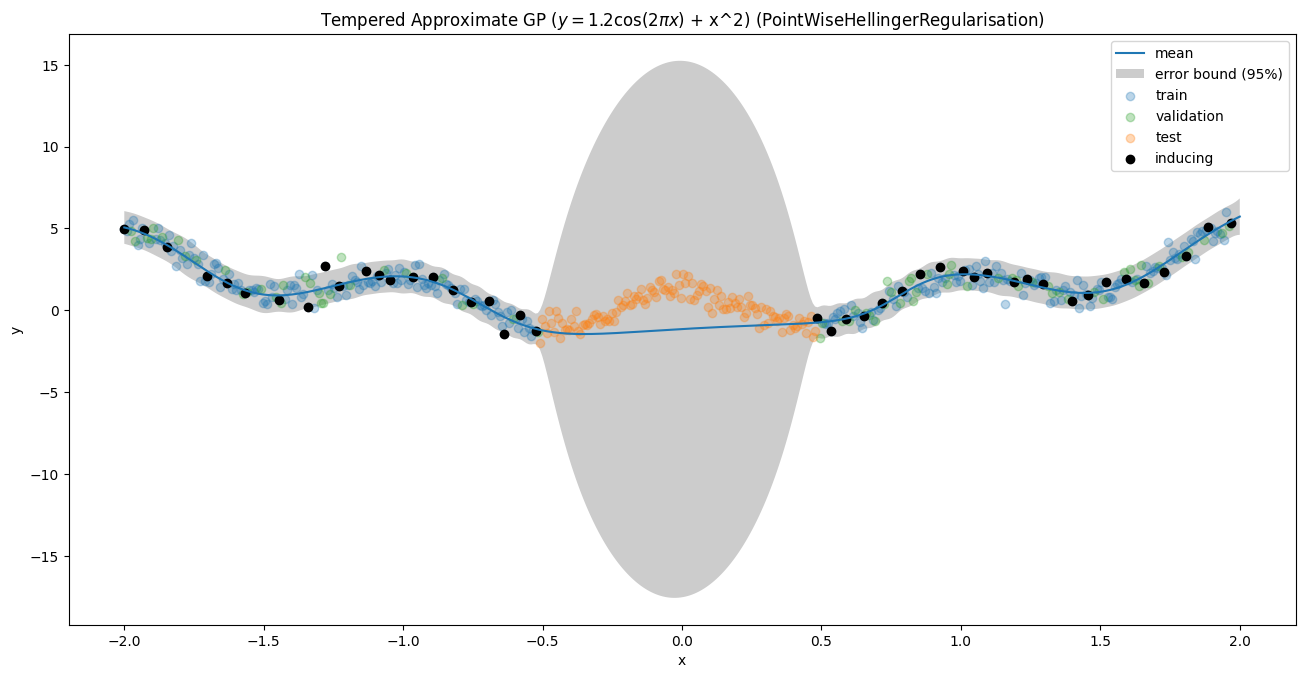 Tempered Approximate GP (y = 1.2cos(2πx) + x^2) (PointWiseHellingerRegularisation)
mean
error bound (95%)
train
validation
test
inducing
15
10
5
0
−5
−10
−15
y
−2.0 −1.5 −1.0 −0.5 0.0 0.5 1.0 1.5 2.0
x